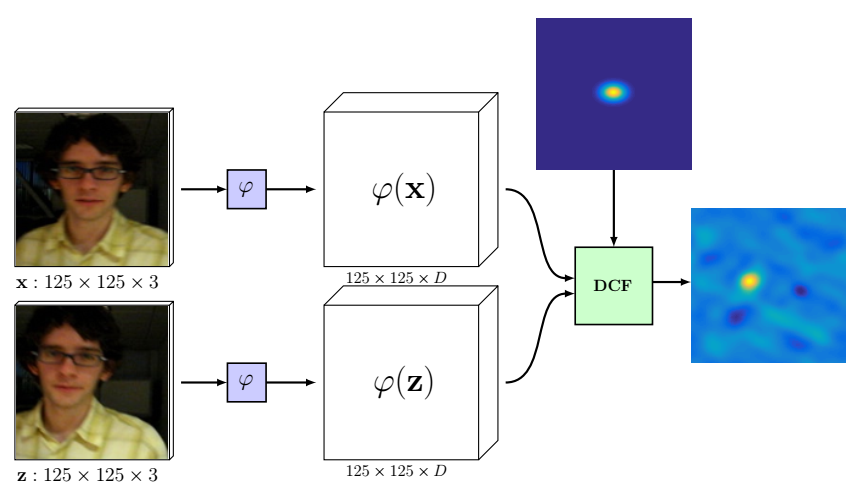 φ
φ(x)
x : 125 × 125 × 3
125 × 125 × D
DCF
φ
φ(z)
z : 125 × 125 × 3
125 × 125 × D